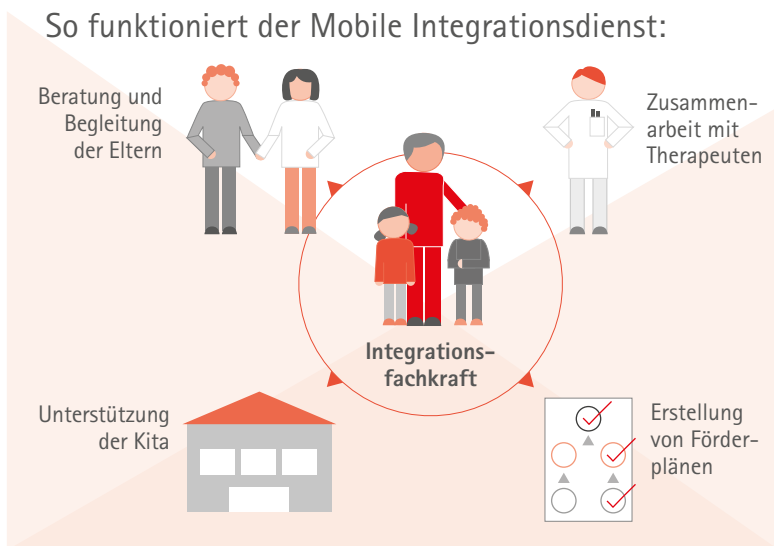 So funktioniert der Mobile Integrationsdienst:
Beratung und
Begleitung
der Eltern
Zusammen-
arbeit mit
Therapeuten
Integrations-
fachkraft
Unterstützung
der Kita
Erstellung
von Förder-
plänen